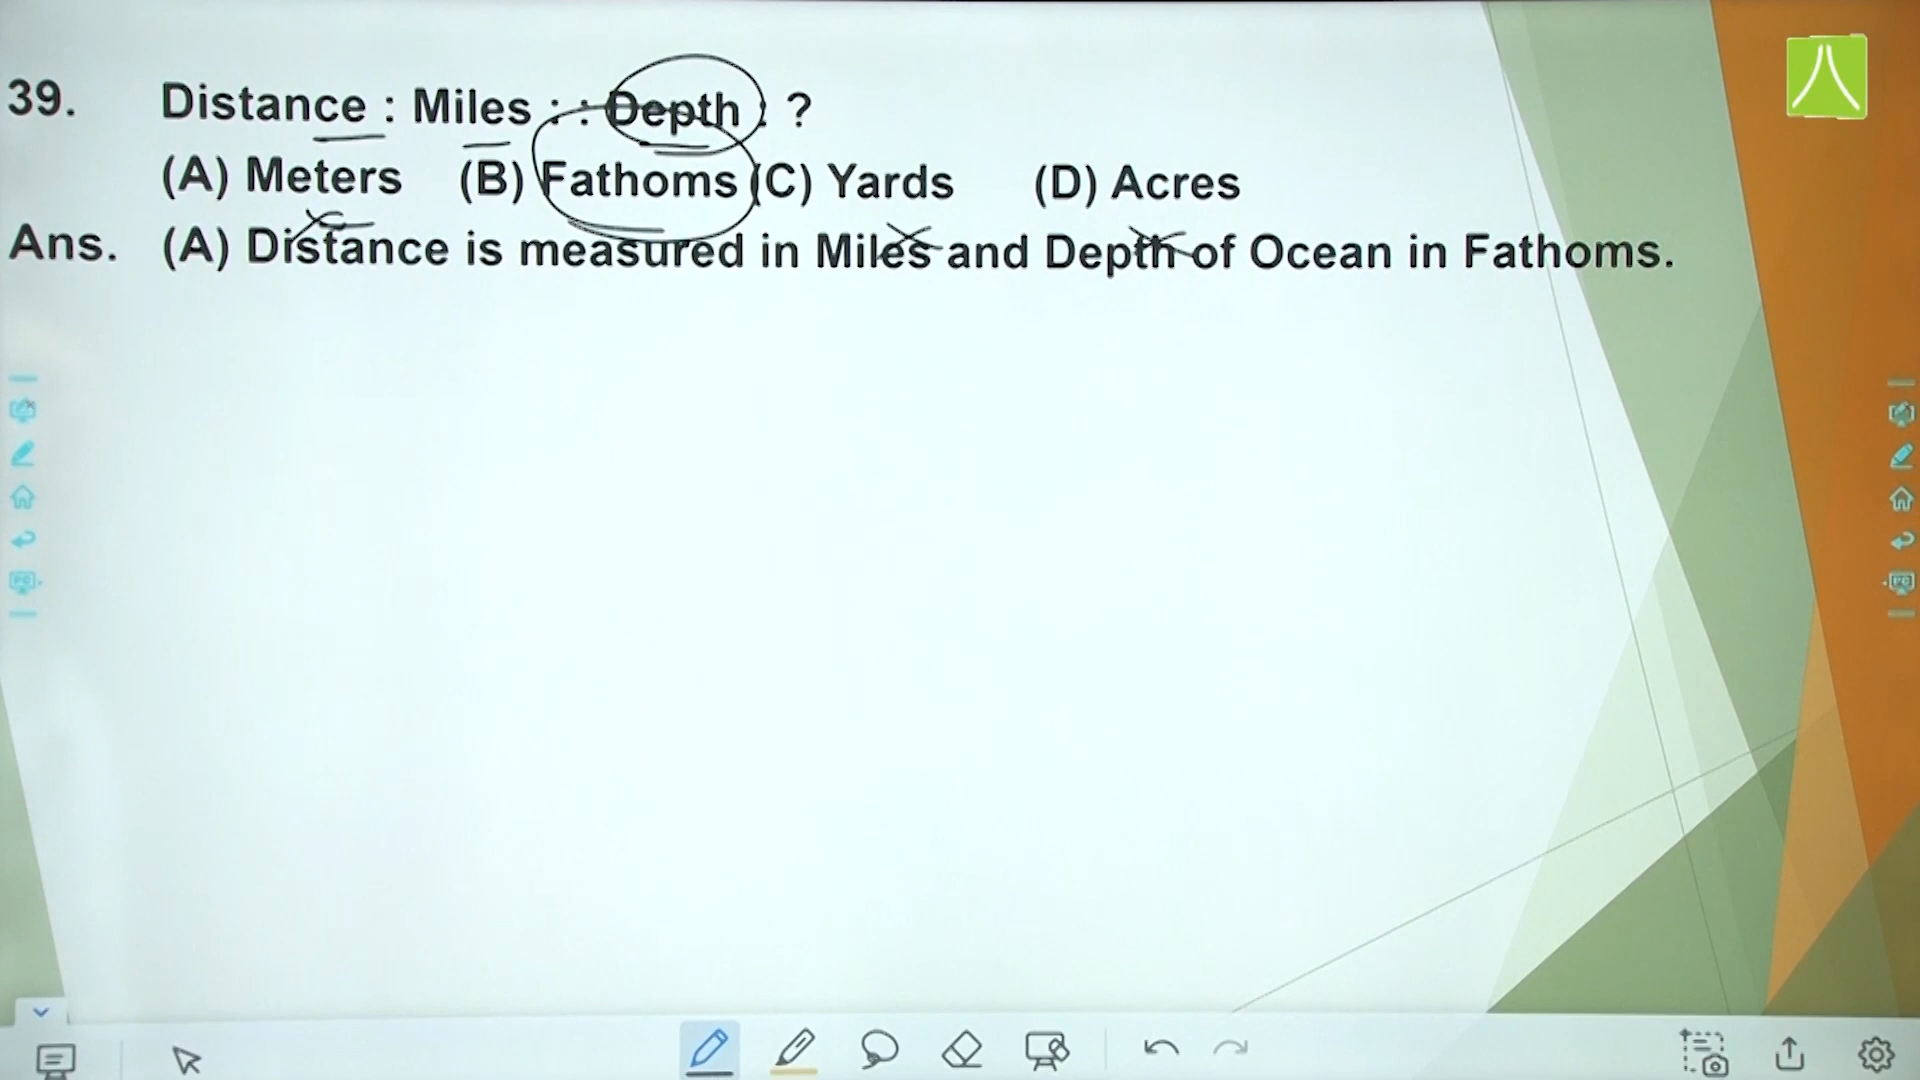 39. Distance : Miles : : Depth : ?
(A) Meters (B) Fathoms (C) Yards (D) Acres
Ans. (A) Distance is measured in Miles and Depth of Ocean in Fathoms.